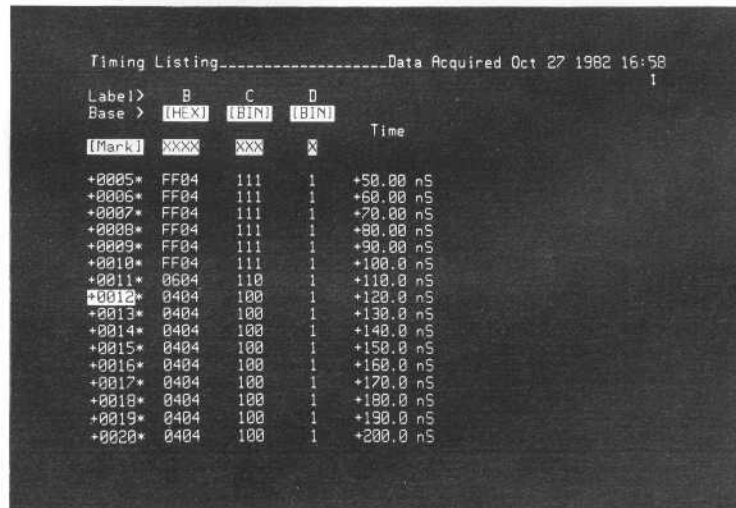 Timing Listing___________________Data Acquired Oct 27 1982 16:58
↕
Label> B C D
Base > [HEX] [BIN] [BIN]
Time
[Mark] XXXX XXX X
+0005* FF04 111 1 +50.00 nS
+0006* FF04 111 1 +60.00 nS
+0007* FF04 111 1 +70.00 nS
+0008* FF04 111 1 +80.00 nS
+0009* FF04 111 1 +90.00 nS
+0010* FF04 111 1 +100.0 nS
+0011* 0604 110 1 +110.0 nS
+0012* 0404 100 1 +120.0 nS
+0013* 0404 100 1 +130.0 nS
+0014* 0404 100 1 +140.0 nS
+0015* 0404 100 1 +150.0 nS
+0016* 0404 100 1 +160.0 nS
+0017* 0404 100 1 +170.0 nS
+0018* 0404 100 1 +180.0 nS
+0019* 0404 100 1 +190.0 nS
+0020* 0404 100 1 +200.0 nS